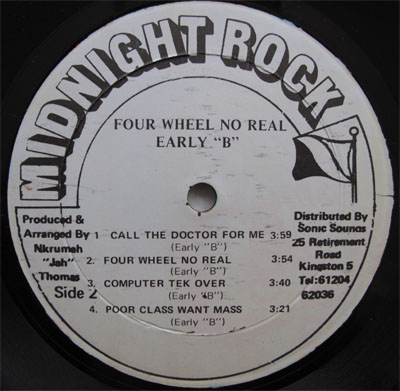 MIDNIGHT ROCK
FOUR WHEEL NO REAL
EARLY "B"
Produced &
Arranged By
Nkrumah
"Jah"
Thomas
Side 2
1 CALL THE DOCTOR FOR ME 3:59
(Early "B")
2. FOUR WHEEL NO REAL 3:54
(Early "B")
3. COMPUTER TEK OVER 3:40
(Early "B")
4. POOR CLASS WANT MASS 3:21
(Early "B")
Distributed By
Sonic Sounds
25 Retirement
Road
Kingston 5
Tel:61204
62036